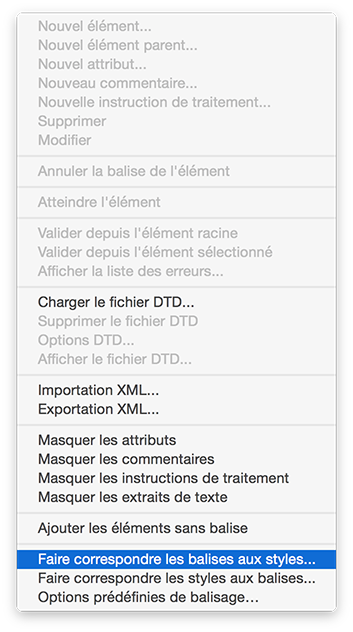 Nouvel élément...
Nouvel élément parent...
Nouvel attribut...
Nouveau commentaire...
Nouvelle instruction de traitement...
Supprimer
Modifier
Annuler la balise de l'élément
Atteindre l'élément
Valider depuis l'élément racine
Valider depuis l'élément sélectionné
Afficher la liste des erreurs...
Charger le fichier DTD...
Supprimer le fichier DTD
Options DTD...
Afficher le fichier DTD...
Importation XML...
Exportation XML...
Masquer les attributs
Masquer les commentaires
Masquer les instructions de traitement
Masquer les extraits de texte
Ajouter les éléments sans balise
Faire correspondre les balises aux styles...
Faire correspondre les styles aux balises...
Options prédéfinies de balisage…